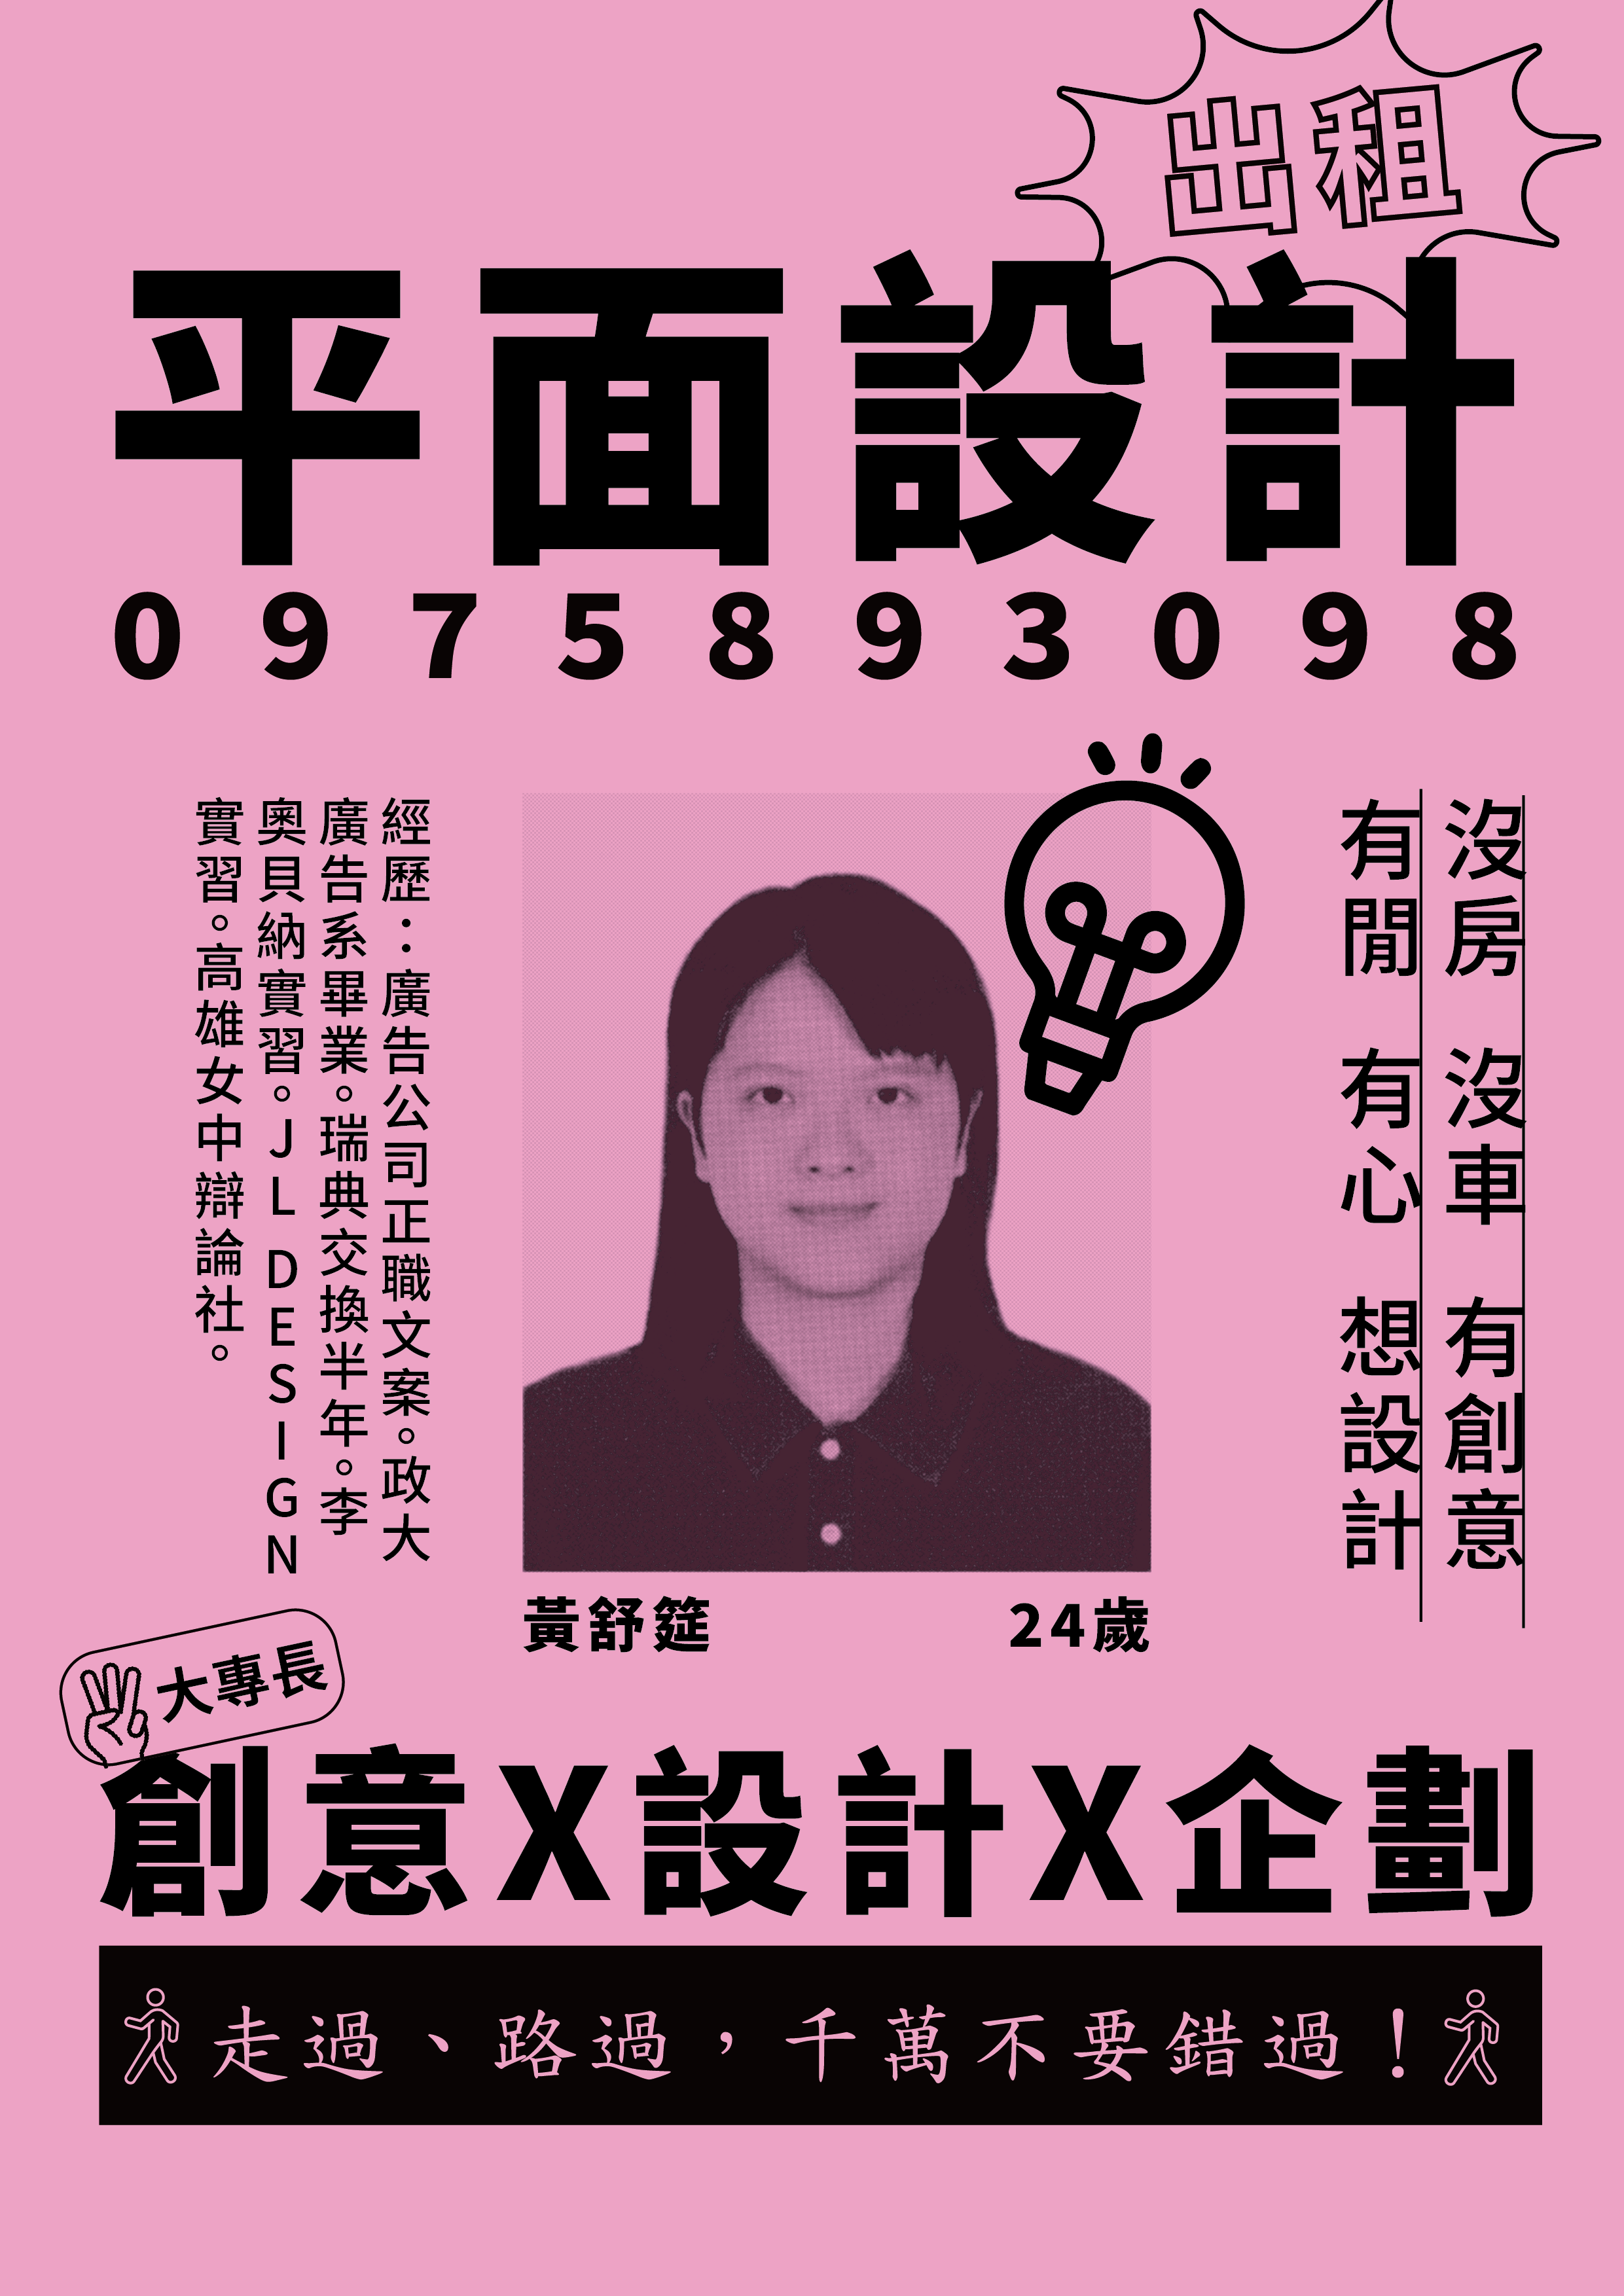 出租
平面設計
0975893098
沒房 沒車 有創意
有閒 有心 想設計
經歷：廣告公司正職文案。政大
廣告系畢業。瑞典交換半年。李
奧貝納實習。JL DESIGN
實習。高雄女中辯論社。
黃舒筵 24歲
大專長
創意X設計X企劃
走過、路過，千萬不要錯過！